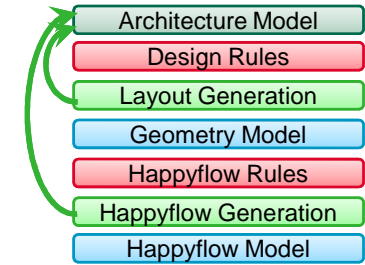 Architecture Model
Design Rules
Layout Generation
Geometry Model
Happyflow Rules
Happyflow Generation
Happyflow Model